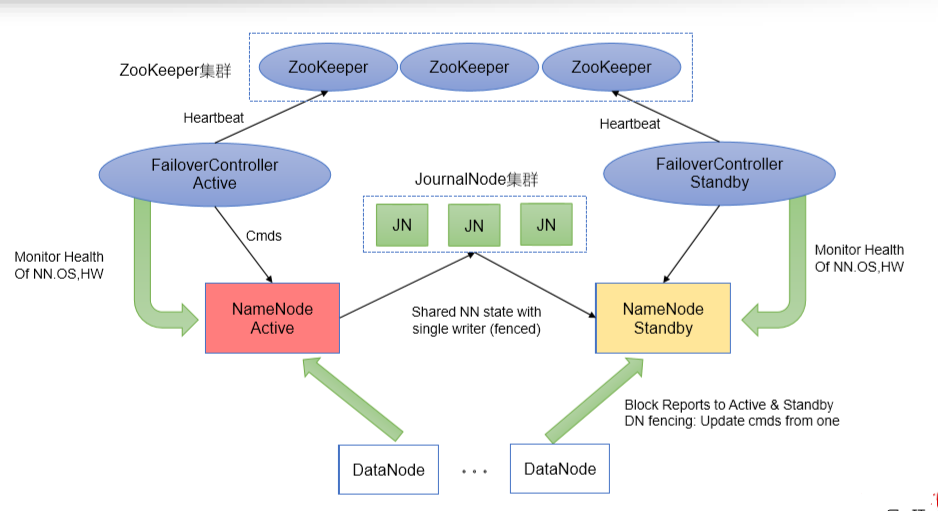 ZooKeeper集群
ZooKeeper
ZooKeeper
ZooKeeper
Heartbeat
Heartbeat
FailoverController
Active
FailoverController
Standby
JournalNode集群
JN
JN
JN
Cmds
Monitor Health
Of NN.OS,HW
Monitor Health
Of NN.OS,HW
NameNode
Active
Shared NN state with
single writer (fenced)
NameNode
Standby
Block Reports to Active & Standby
DN fencing: Update cmds from one
DataNode
...
DataNode